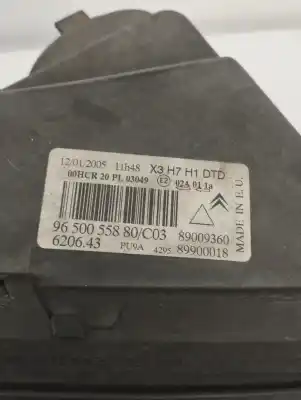 12/01/2005 11h48 X3 H7 H1 DTD
00HCR 20 PL 03049 E2 02A 01 1a
96 500 558 80/C03 89009360
6206.43 PU9A 4295 89900018
MADE IN E.U.